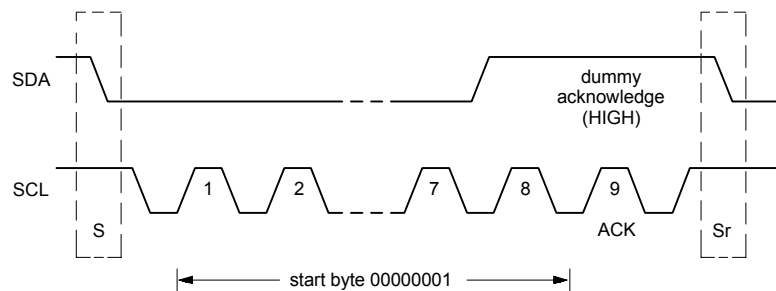 SDA
dummy
acknowledge
(HIGH)
SCL
1
2
7
8
9
S
ACK
Sr
start byte 00000001